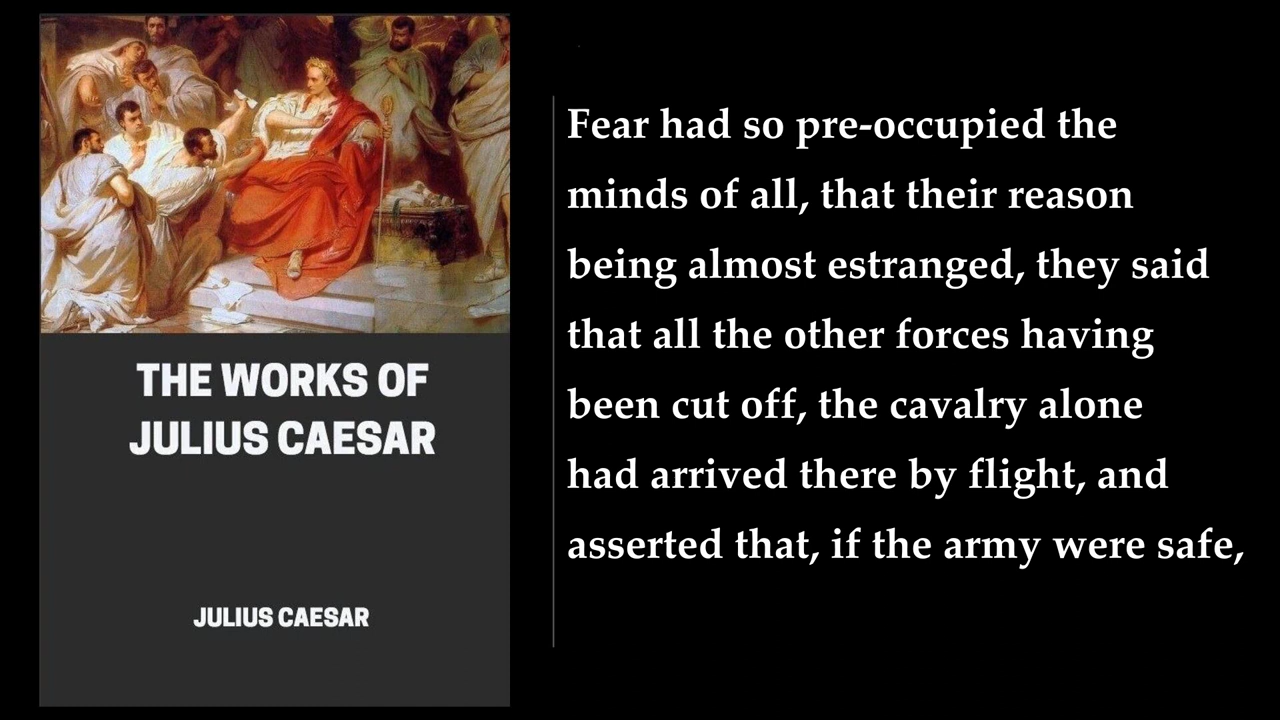 THE WORKS OF
JULIUS CAESAR
JULIUS CAESAR
Fear had so pre-occupied the
minds of all, that their reason
being almost estranged, they said
that all the other forces having
been cut off, the cavalry alone
had arrived there by flight, and
asserted that, if the army were safe,